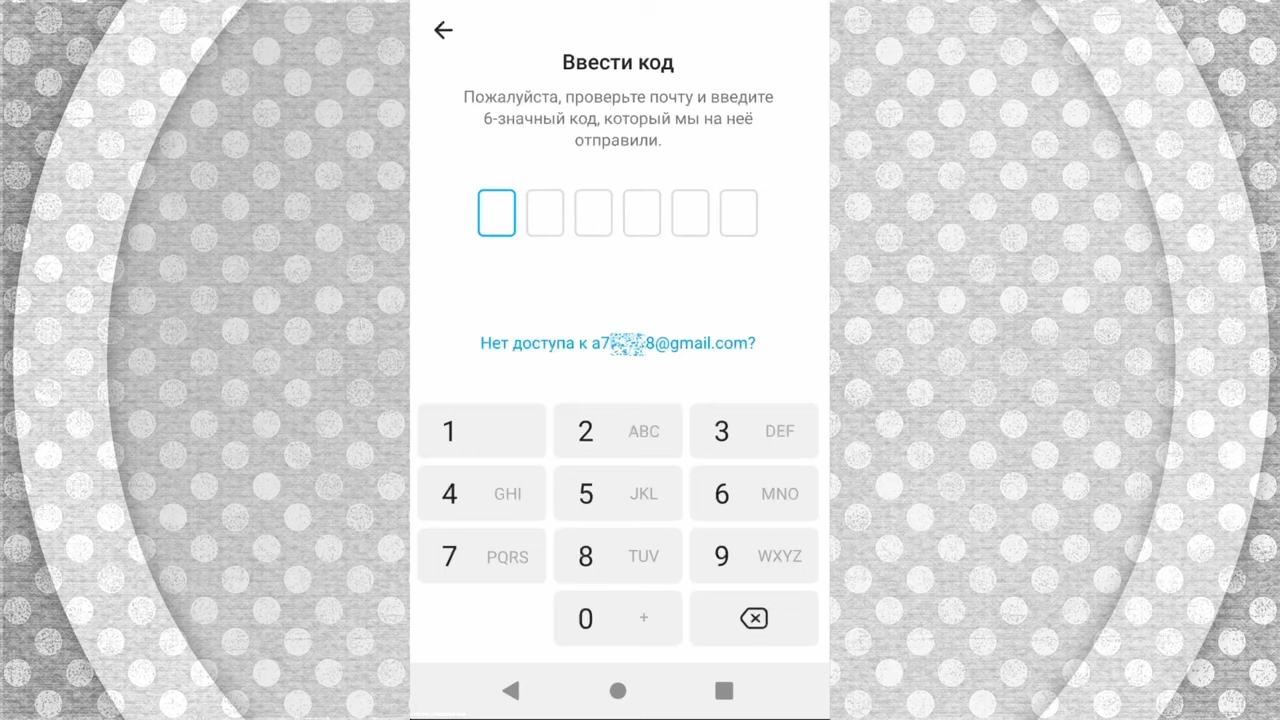 Ввести код
Пожалуйста, проверьте почту и введите
6-значный код, который мы на неё
отправили.
Нет доступа к a7 8@gmail.com?
1
2 ABC
3 DEF
4 GHI
5 JKL
6 MNO
7 PQRS
8 TUV
9 WXYZ
0 +